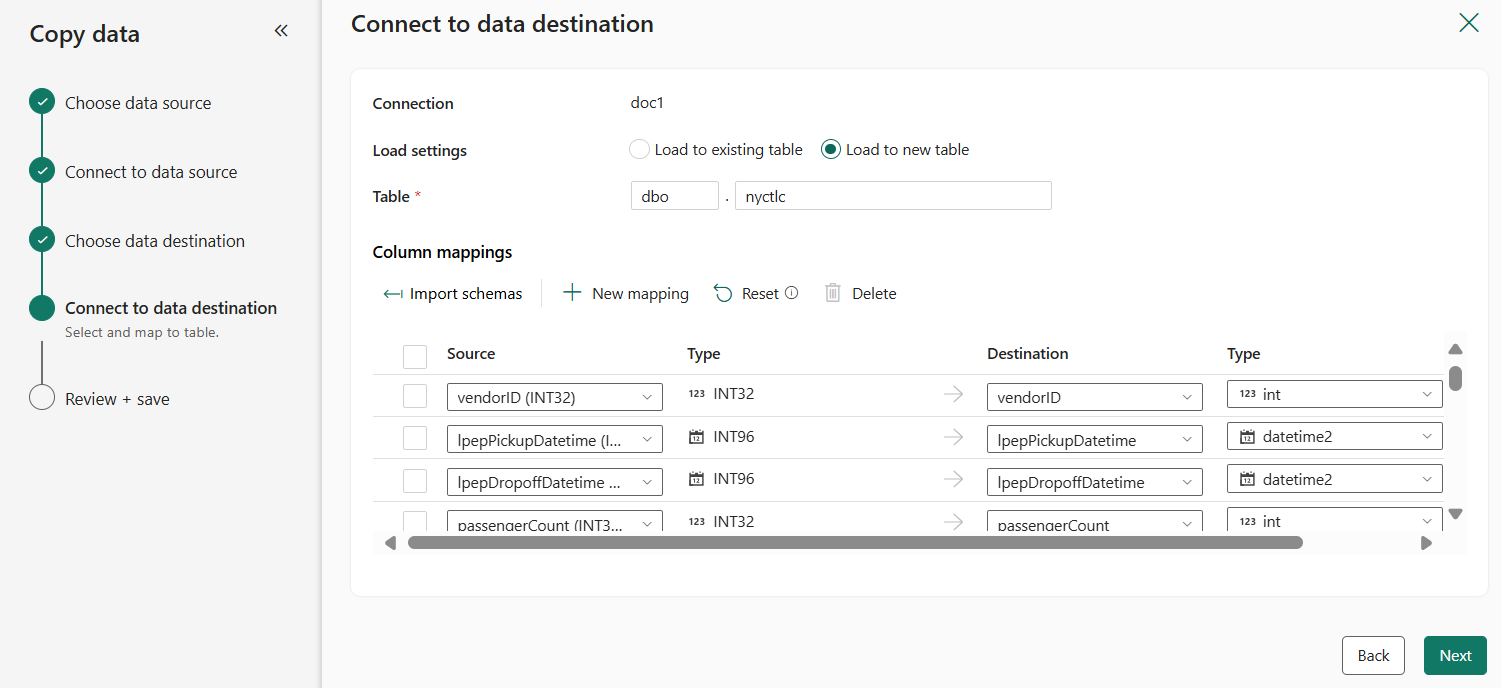 Copy data
Choose data source
Connect to data source
Choose data destination
Connect to data destination
Select and map to table.
Review + save
Connect to data destination
Connection doc1
Load settings Load to existing table Load to new table
Table * dbo . nyctlc
Column mappings
Import schemas New mapping Reset Delete
Source Type Destination Type
vendorID (INT32) 123 INT32 vendorID 123 int
lpepPickupDatetime (I... 12 INT96 lpepPickupDatetime 12 datetime2
lpepDropoffDatetime ... 12 INT96 lpepDropoffDatetime 12 datetime2
passengerCount (INT3... 123 INT32 passengerCount 123 int
Back Next